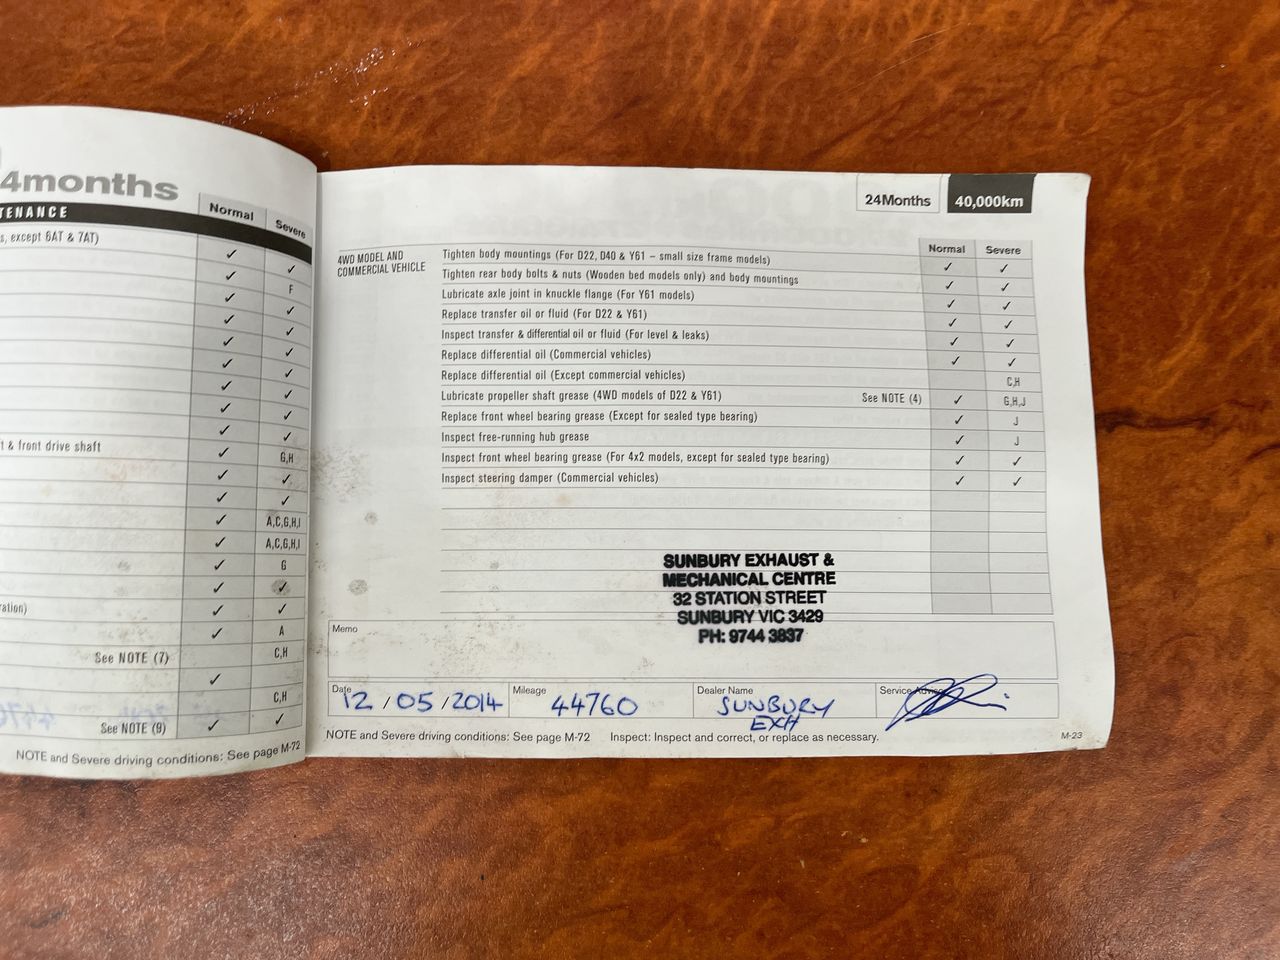 4months
TENANCE
Normal
Severe
s, except 6AT & 7AT)
✓ ✓
✓ F
✓ ✓
✓ ✓
✓ ✓
✓ ✓
✓ ✓
✓ ✓
✓ ✓
t & front drive shaft ✓ G,H
✓ ✓
✓ ✓
✓ A,C,G,H,I
✓ A,C,G,H,I
✓ G
✓ ✓
ration) ✓ ✓
✓ A
See NOTE (7) C,H
✓
C,H
See NOTE (9) ✓ ✓
NOTE and Severe driving conditions: See page M-72
24Months 40,000km
Normal Severe
4WD MODEL AND
COMMERCIAL VEHICLE
Tighten body mountings (For D22, D40 & Y61 – small size frame models) ✓ ✓
Tighten rear body bolts & nuts (Wooden bed models only) and body mountings ✓ ✓
Lubricate axle joint in knuckle flange (For Y61 models) ✓ ✓
Replace transfer oil or fluid (For D22 & Y61) ✓ ✓
Inspect transfer & differential oil or fluid (For level & leaks) ✓ ✓
Replace differential oil (Commercial vehicles) ✓ ✓
Replace differential oil (Except commercial vehicles) C,H
Lubricate propeller shaft grease (4WD models of D22 & Y61) See NOTE (4) ✓ G,H,J
Replace front wheel bearing grease (Except for sealed type bearing) ✓ J
Inspect free-running hub grease ✓ J
Inspect front wheel bearing grease (For 4x2 models, except for sealed type bearing) ✓ ✓
Inspect steering damper (Commercial vehicles) ✓ ✓
SUNBURY EXHAUST &
MECHANICAL CENTRE
32 STATION STREET
SUNBURY VIC 3429
PH: 9744 3837
Memo
Date 12/05/2014
Mileage 44760
Dealer Name SUNBURY
EXH
Service Advisor
NOTE and Severe driving conditions: See page M-72 Inspect: Inspect and correct, or replace as necessary.
M-23